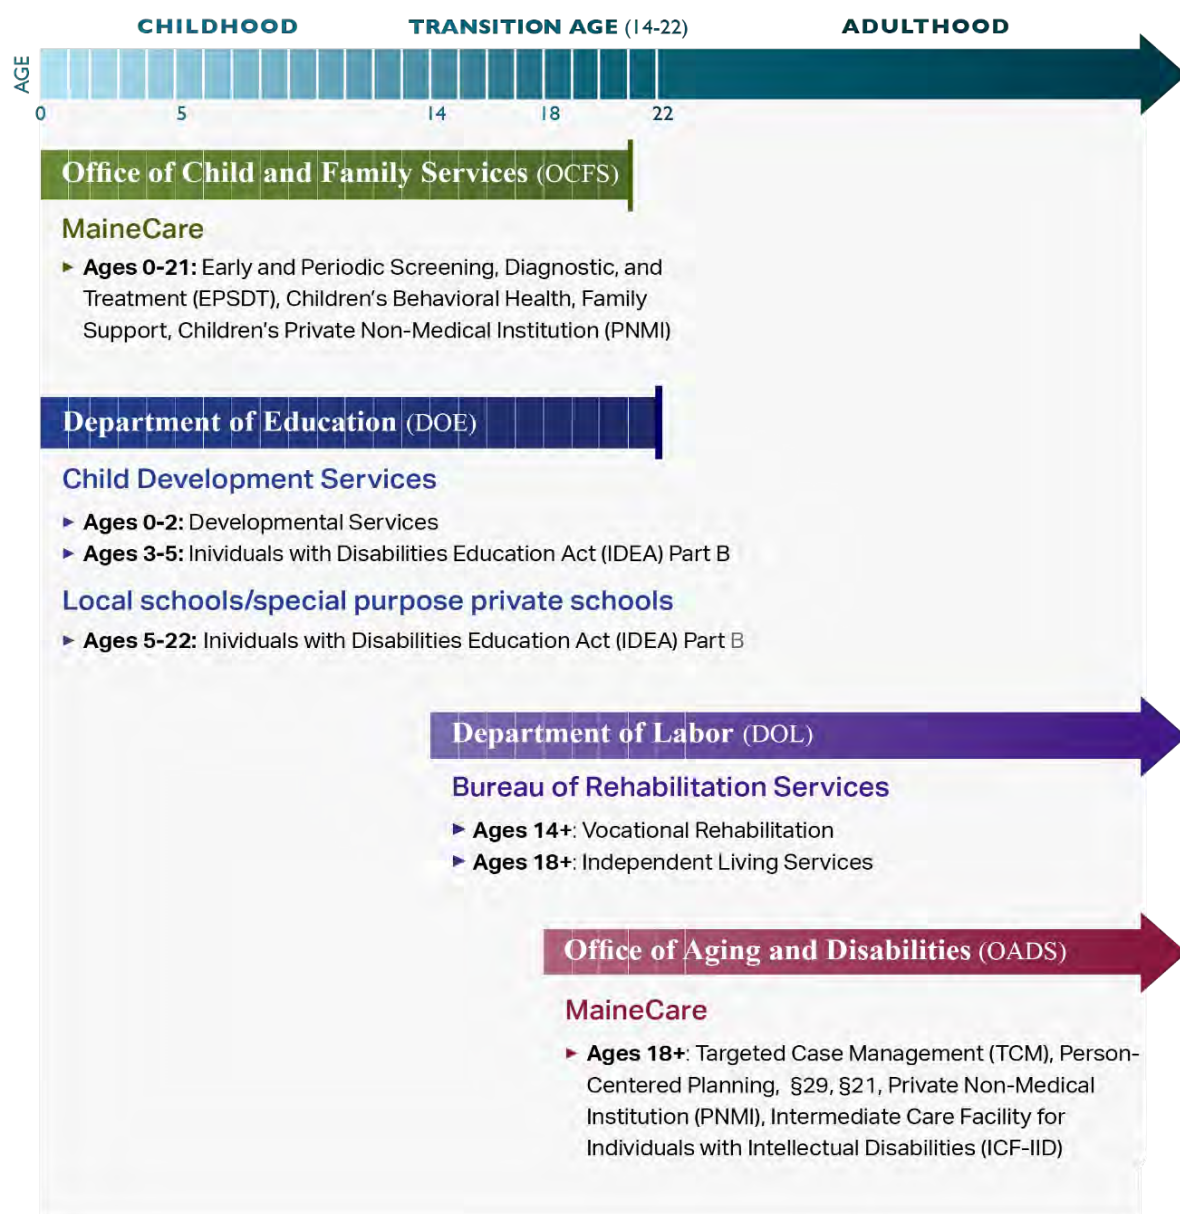 CHILDHOOD TRANSITION AGE (14-22) ADULTHOOD
AGE
0 5 14 18 22
Office of Child and Family Services (OCFS)
MaineCare
► Ages 0-21: Early and Periodic Screening, Diagnostic, and
Treatment (EPSDT), Children’s Behavioral Health, Family
Support, Children’s Private Non-Medical Institution (PNMI)
Department of Education (DOE)
Child Development Services
► Ages 0-2: Developmental Services
► Ages 3-5: Inividuals with Disabilities Education Act (IDEA) Part B
Local schools/special purpose private schools
► Ages 5-22: Inividuals with Disabilities Education Act (IDEA) Part B
Department of Labor (DOL)
Bureau of Rehabilitation Services
► Ages 14+: Vocational Rehabilitation
► Ages 18+: Independent Living Services
Office of Aging and Disabilities (OADS)
MaineCare
► Ages 18+: Targeted Case Management (TCM), Person-
Centered Planning, §29, §21, Private Non-Medical
Institution (PNMI), Intermediate Care Facility for
Individuals with Intellectual Disabilities (ICF-IID)